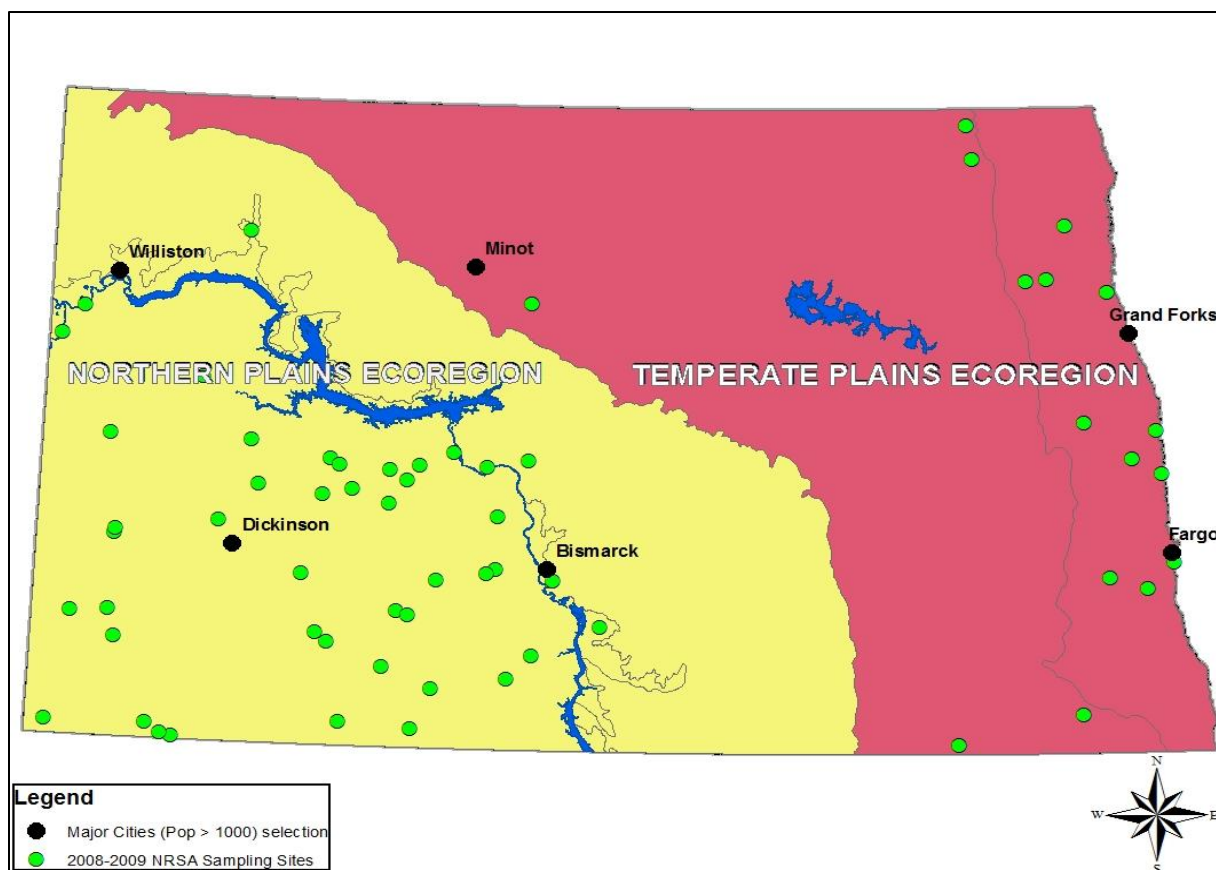 Williston
Minot
Grand Forks
NORTHERN PLAINS ECOREGION
TEMPERATE PLAINS ECOREGION
Dickinson
Bismarck
Fargo
N
W
E
S
Legend
Major Cities (Pop > 1000) selection
2008-2009 NRSA Sampling Sites